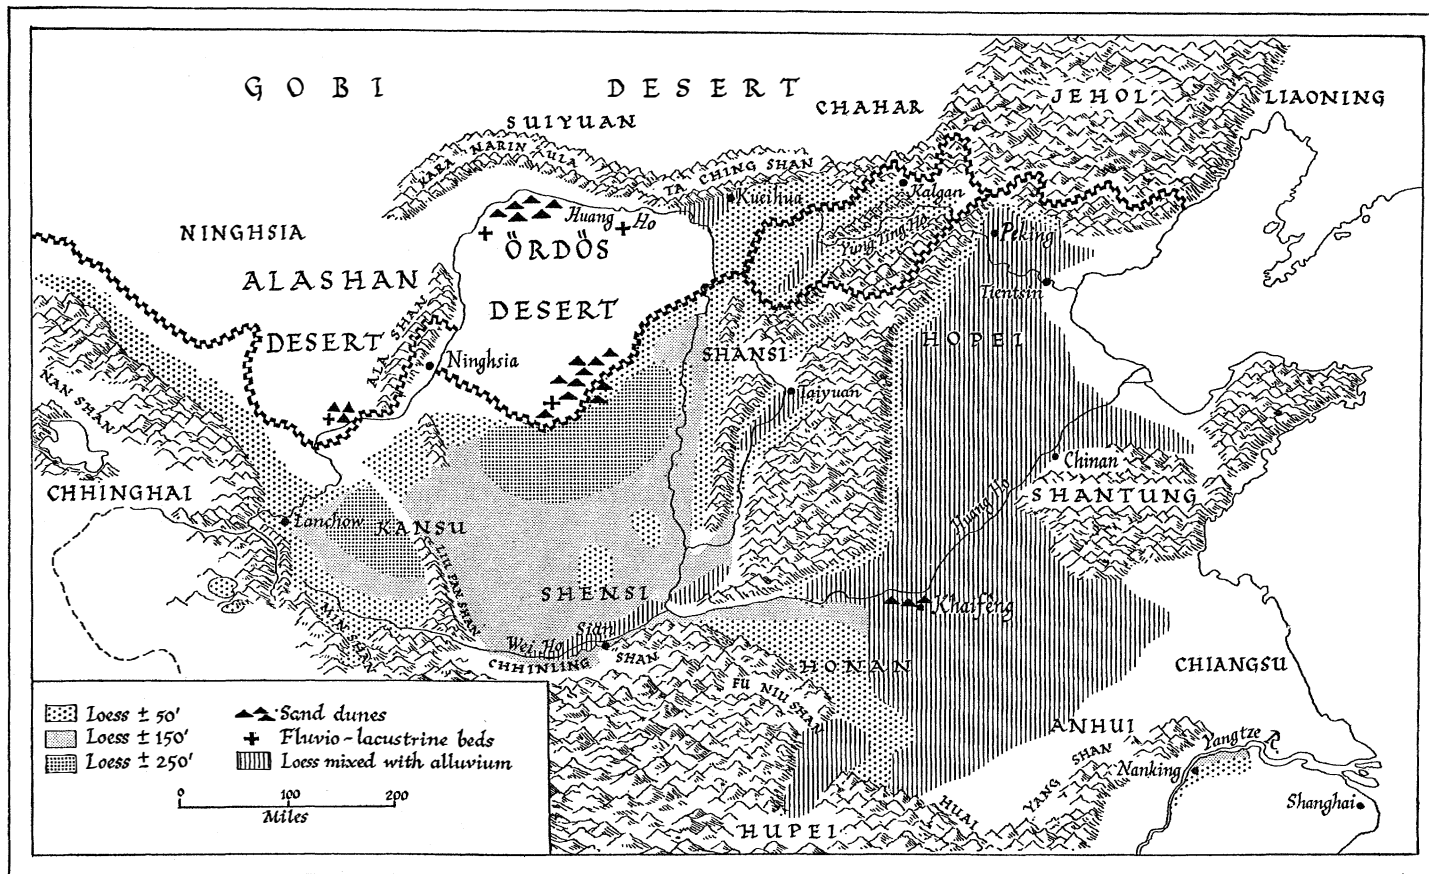 GOBI DESERT
CHAHAR
JEHOL
LIAONING
SUIYUAN
KARA NARIN ULA
TA CHING SHAN
Kueihua
Kalgan
Huang Ho
NINGHSIA
ÖRDÖS
Yung Ting Ho
Peking
ALASHAN
DESERT
Tientsin
DESERT
ALA SHAN
Ninghsia
SHANSI
HOPEI
NAN SHAN
Taiyuan
Chinan
CHHINGHAI
SHANTUNG
Lanchow
KANSU
Huang Ho
LIU PAN SHAN
SHENSI
Khaifêng
MIN SHAN
Sian
Wei Ho
CHHINLING SHAN
HONAN
CHIANGSU
FU NIU SHAN
ANHUI
Yangtze
YANG SHAN
Nanking
HUAI
Shanghai
HUPEI
Loess ± 50'
Loess ± 150'
Loess ± 250'
Sand dunes
Fluvio-lacustrine beds
Loess mixed with alluvium
0 100 200
Miles